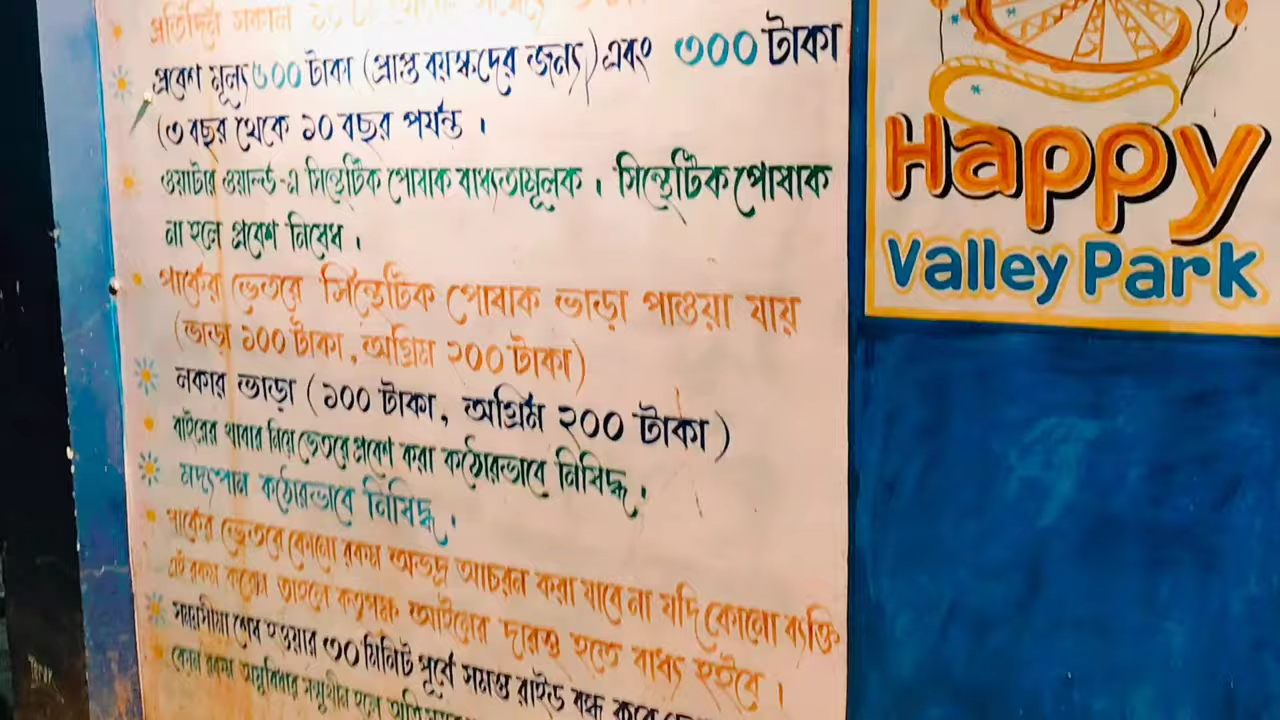 প্রতিদিন সকাল
প্রবেশ মূল্য ৬০০ টাকা (প্রাপ্ত বয়স্কদের জন্য) এবং ৩০০ টাকা
(৩ বছর থেকে ১০ বছর পর্যন্ত ।
ওয়াটার ওয়ার্ল্ড-এ সিন্থেটিক পোষাক বাধ্যতামূলক । সিন্থেটিক পোষাক
না হলে প্রবেশ নিষেধ ।
পার্কের ভেতরে সিন্থেটিক পোষাক ভাড়া পাওয়া যায়
(ভাড়া ১০০ টাকা, অগ্রিম ২০০ টাকা)
লকার ভাড়া (১০০ টাকা, অগ্রিম ২০০ টাকা)
বাইরের খাবার নিয়ে ভেতরে প্রবেশ করা কঠোরভাবে নিষিদ্ধ ।
মদ্যপান কঠোরভাবে নিষিদ্ধ ।
পার্কের ভেতরে কোনো রকম অভদ্র আচরন করা যাবে না যদি কোনো ব্যক্তি
এই রকম করেন তাহলে কতৃপক্ষ আইনের দারস্ত হতে বাধ্য হইবে ।
সময়সীমা শেষ হওয়ার ৩০ মিনিট পূর্বে সমস্ত রাইড বন্ধ করে
কোন রকম অসুবিধার সম্মুখীন হলে
Happy
Valley Park